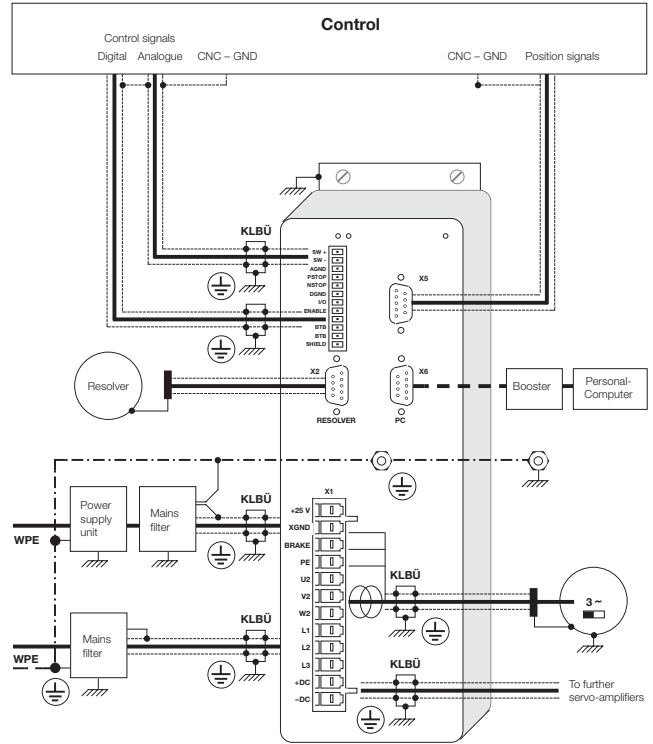 Control
Control signals
Digital Analogue CNC – GND
CNC – GND Position signals
KLBÜ
SW +
SW -
AGND
PSTOP
NSTOP
DGND
I/O
ENABLE
BTB
BTB
SHIELD
X5
KLBÜ
Resolver
X2
RESOLVER
X6
PC
Booster
Personal-
Computer
Power
supply
unit
Mains
filter
KLBÜ
WPE
X1
+25 V
XGND
BRAKE
PE
U2
V2
W2
L1
L2
L3
+DC
–DC
KLBÜ
3 ~
Mains
filter
KLBÜ
WPE
KLBÜ
To further
servo-amplifiers